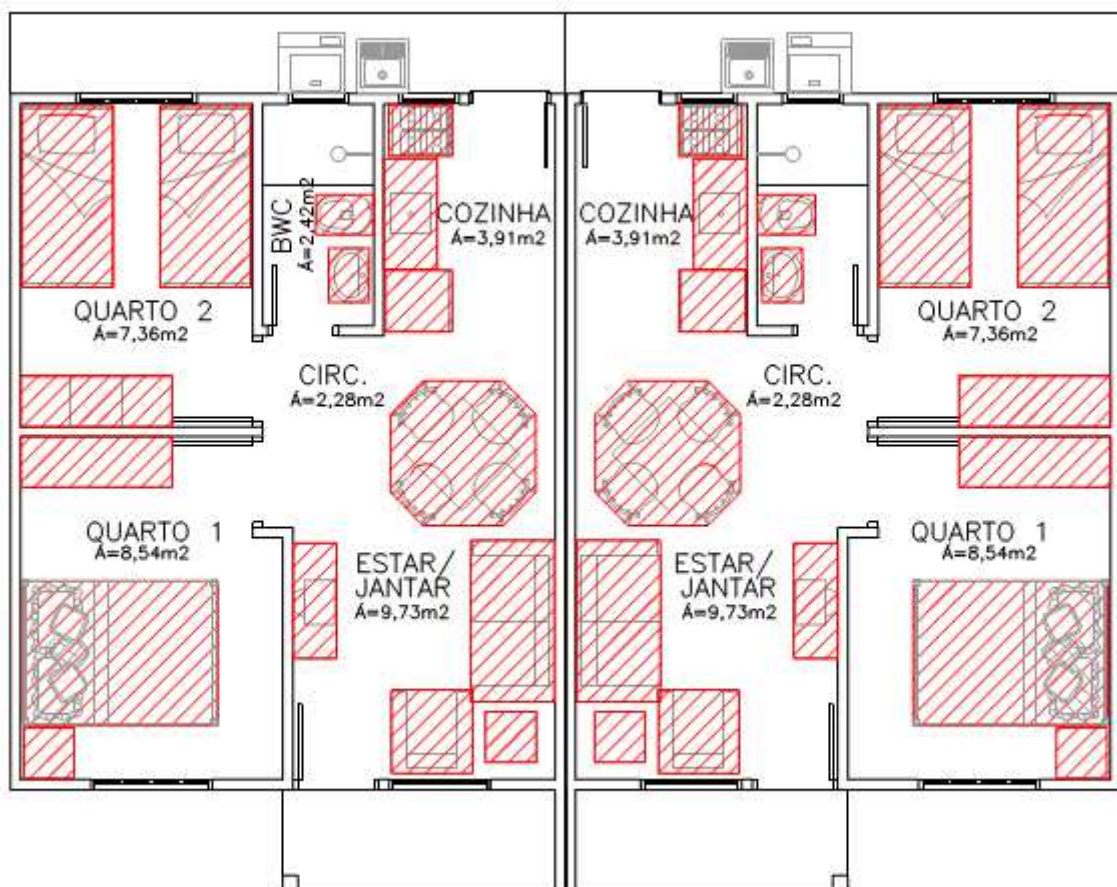 COZINHA
Á=3,91m2
COZINHA
Á=3,91m2
BWC
Á=2,42m2
QUARTO 2
Á=7,36m2
QUARTO 2
Á=7,36m2
CIRC.
Á=2,28m2
CIRC.
Á=2,28m2
QUARTO 1
Á=8,54m2
QUARTO 1
Á=8,54m2
ESTAR/
JANTAR
Á=9,73m2
ESTAR/
JANTAR
Á=9,73m2